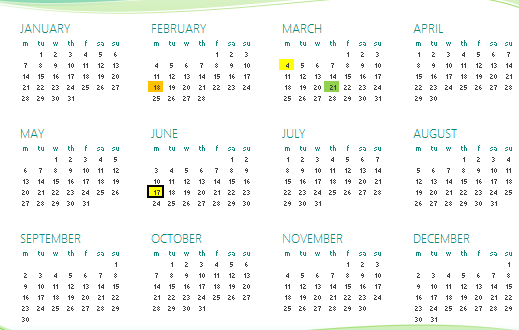 JANUARY
m tu w th f sa su
1 2 3 4 5 6
7 8 9 10 11 12 13
14 15 16 17 18 19 20
21 22 23 24 25 26 27
28 29 30 31
FEBRUARY
m tu w th f sa su
1 2 3
4 5 6 7 8 9 10
11 12 13 14 15 16 17
18 19 20 21 22 23 24
25 26 27 28
MARCH
m tu w th f sa su
1 2 3
4 5 6 7 8 9 10
11 12 13 14 15 16 17
18 19 20 21 22 23 24
25 26 27 28 29 30 31
APRIL
m tu w th f sa su
1 2 3 4 5 6 7
8 9 10 11 12 13 14
15 16 17 18 19 20 21
22 23 24 25 26 27 28
29 30
MAY
m tu w th f sa su
1 2 3 4 5
6 7 8 9 10 11 12
13 14 15 16 17 18 19
20 21 22 23 24 25 26
27 28 29 30 31
JUNE
m tu w th f sa su
1 2
3 4 5 6 7 8 9
10 11 12 13 14 15 16
17 18 19 20 21 22 23
24 25 26 27 28 29 30
JULY
m tu w th f sa su
1 2 3 4 5 6 7
8 9 10 11 12 13 14
15 16 17 18 19 20 21
22 23 24 25 26 27 28
29 30 31
AUGUST
m tu w th f sa su
1 2 3 4
5 6 7 8 9 10 11
12 13 14 15 16 17 18
19 20 21 22 23 24 25
26 27 28 29 30 31
SEPTEMBER
m tu w th f sa su
1
2 3 4 5 6 7 8
9 10 11 12 13 14 15
16 17 18 19 20 21 22
23 24 25 26 27 28 29
30
OCTOBER
m tu w th f sa su
1 2 3 4 5 6
7 8 9 10 11 12 13
14 15 16 17 18 19 20
21 22 23 24 25 26 27
28 29 30 31
NOVEMBER
m tu w th f sa su
1 2 3
4 5 6 7 8 9 10
11 12 13 14 15 16 17
18 19 20 21 22 23 24
25 26 27 28 29 30
DECEMBER
m tu w th f sa su
1
2 3 4 5 6 7 8
9 10 11 12 13 14 15
16 17 18 19 20 21 22
23 24 25 26 27 28 29
30 31